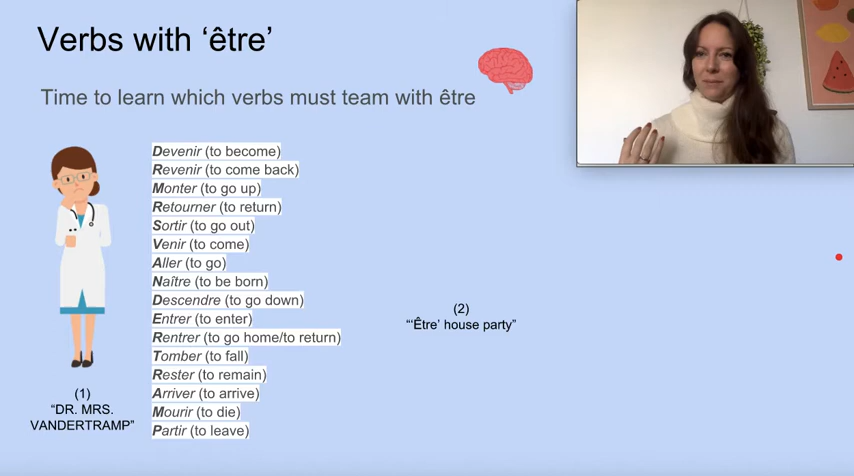 Verbs with ‘être’
Time to learn which verbs must team with être
Devenir (to become)
Revenir (to come back)
Monter (to go up)
Retourner (to return)
Sortir (to go out)
Venir (to come)
Aller (to go)
Naître (to be born)
Descendre (to go down)
Entrer (to enter)
Rentrer (to go home/to return)
Tomber (to fall)
Rester (to remain)
Arriver (to arrive)
Mourir (to die)
Partir (to leave)
(1)
“DR. MRS.
VANDERTRAMP”
(2)
“‘Être’ house party”